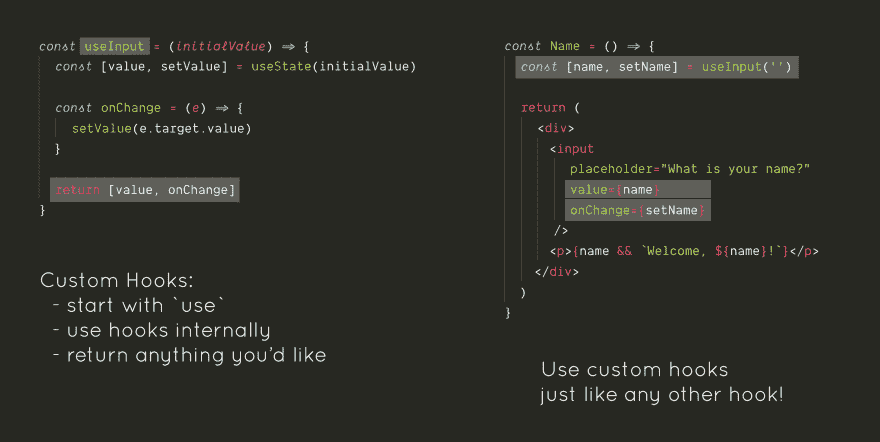 const useInput = (initialValue) => {
const [value, setValue] = useState(initialValue)
const onChange = (e) => {
setValue(e.target.value)
}
return [value, onChange]
}
Custom Hooks:
- start with `use`
- use hooks internally
- return anything you'd like
const Name = () => {
const [name, setName] = useInput('')
return (
<div>
<input
placeholder="What is your name?"
value={name}
onChange={setName}
/>
<p>{name && `Welcome, ${name}!`}</p>
</div>
)
}
Use custom hooks
just like any other hook!